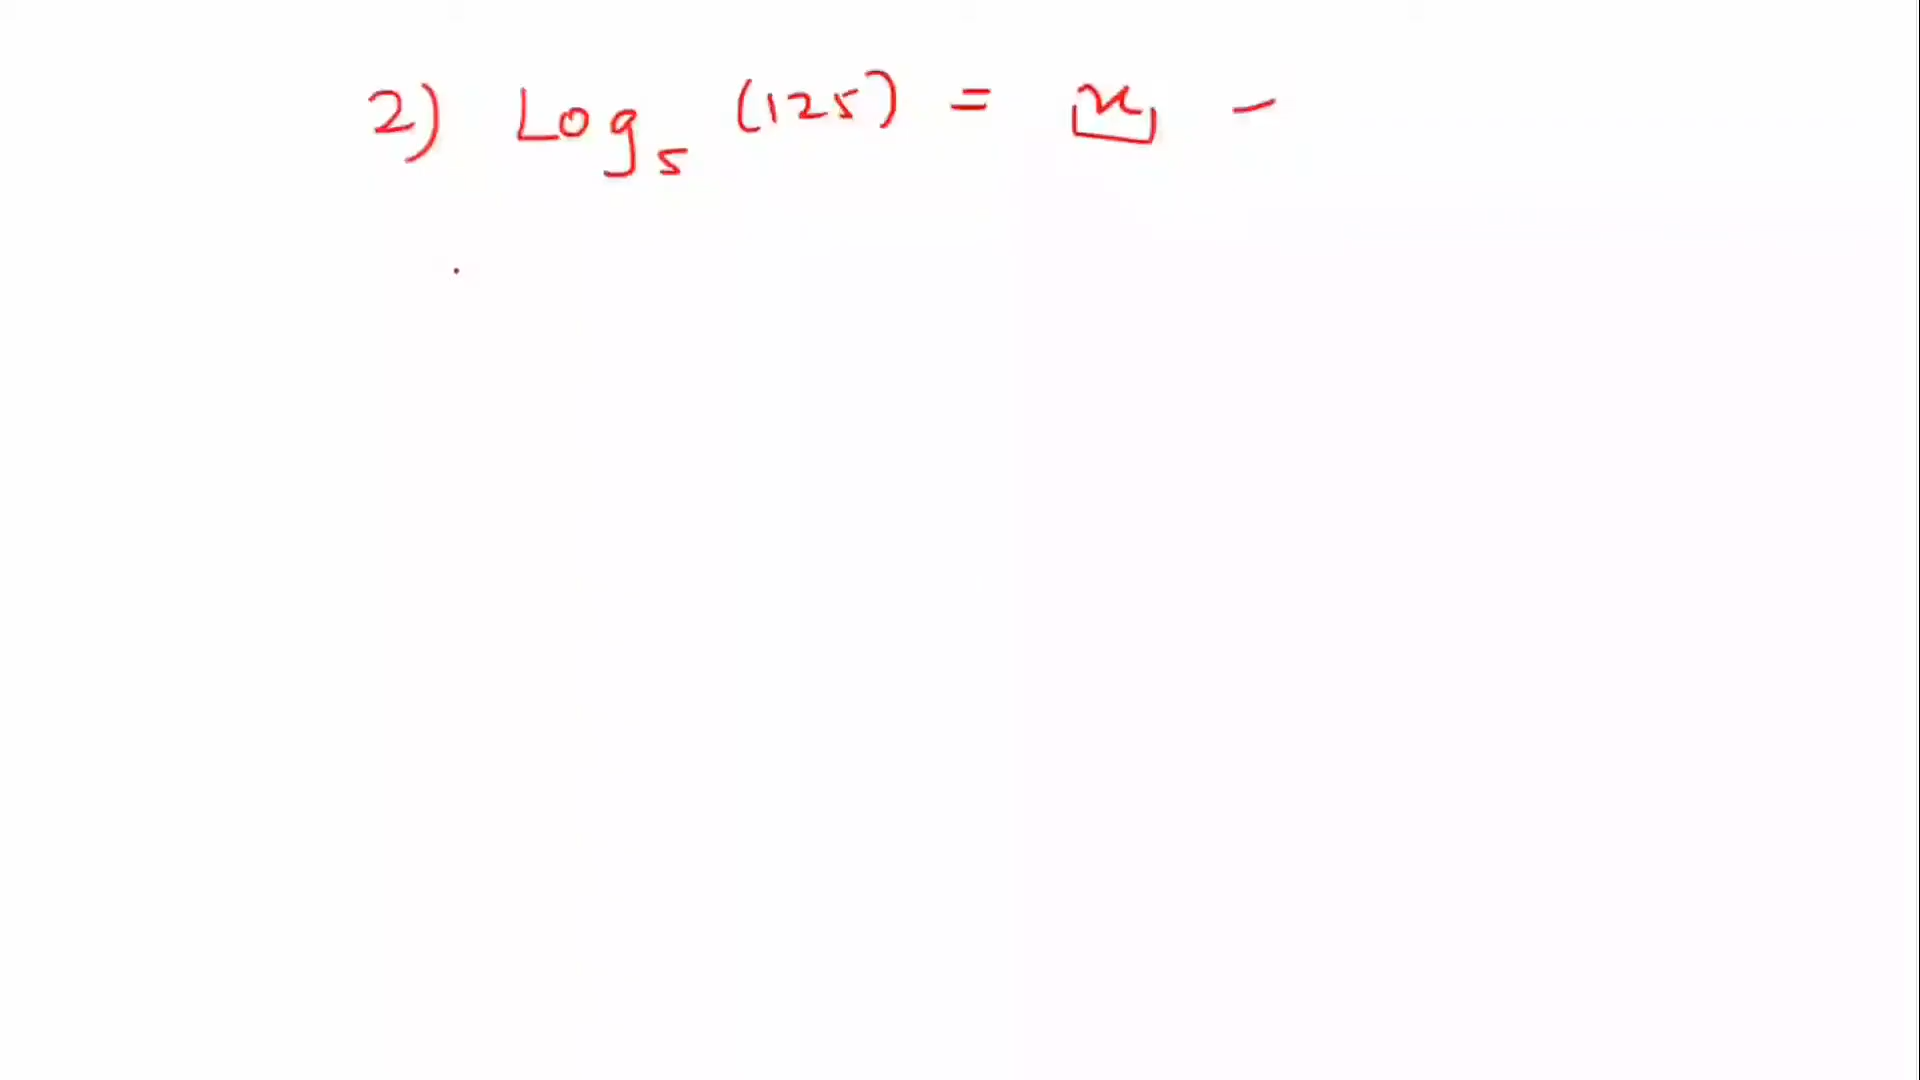 2) Log₅ (125) = x –